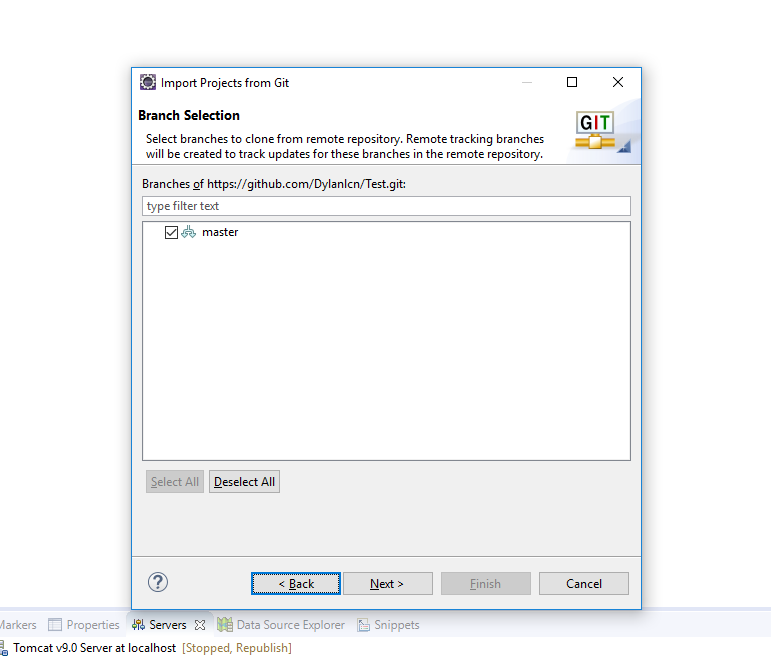 Import Projects from Git
Branch Selection
Select branches to clone from remote repository. Remote tracking branches
will be created to track updates for these branches in the remote repository.
GIT
Branches of https://github.com/Dylanlcn/Test.git:
type filter text
master
Select All
Deselect All
?
< Back
Next >
Finish
Cancel
Markers
Properties
Servers
Data Source Explorer
Snippets
Tomcat v9.0 Server at localhost [Stopped, Republish]